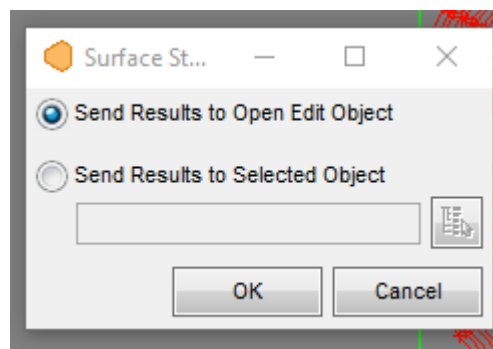 Surface St...
Send Results to Open Edit Object
Send Results to Selected Object
OK Cancel